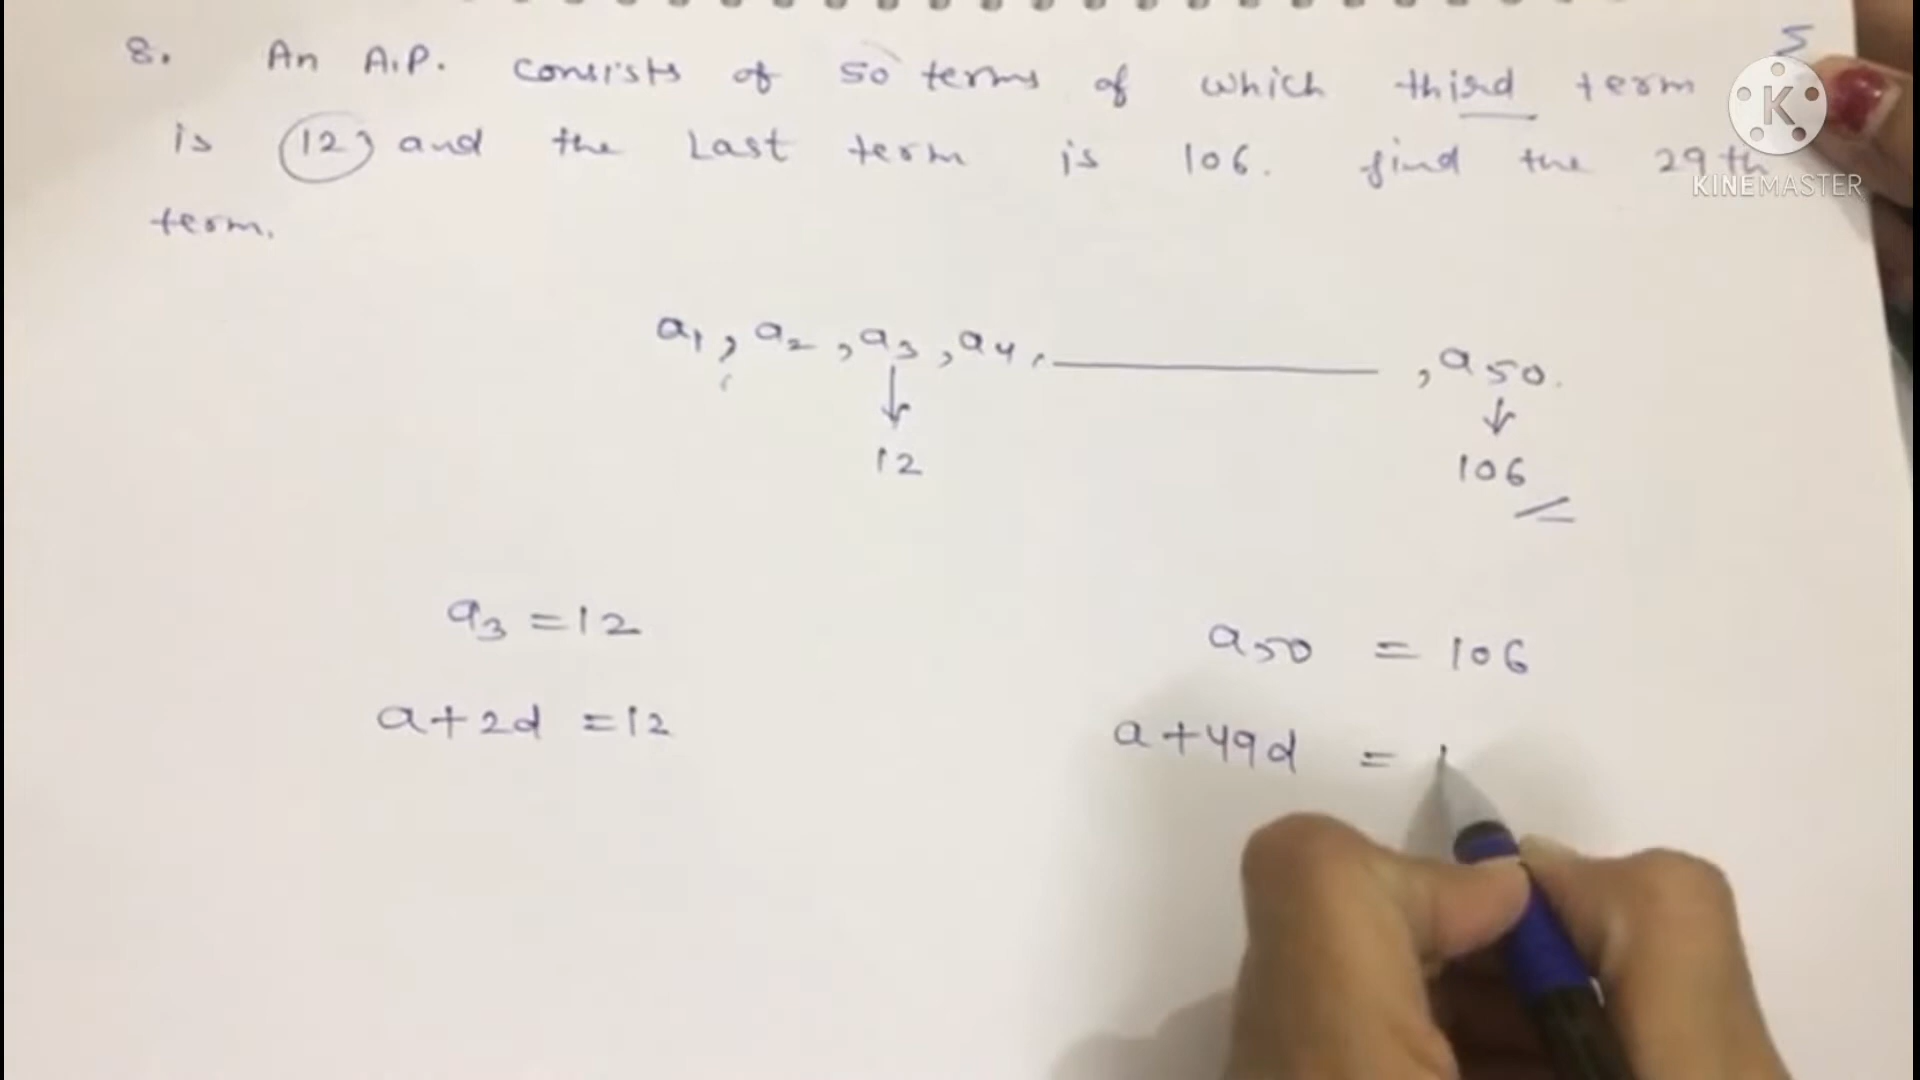 8. An A.P. consists of 50 terms of which third term
is 12 and the Last term is 106. find the 29th
term.
K
KINEMASTER
a1, a2, a3, a4, , a50.
12
106
a3 = 12
a50 = 106
a+2d = 12
a+49d = 1